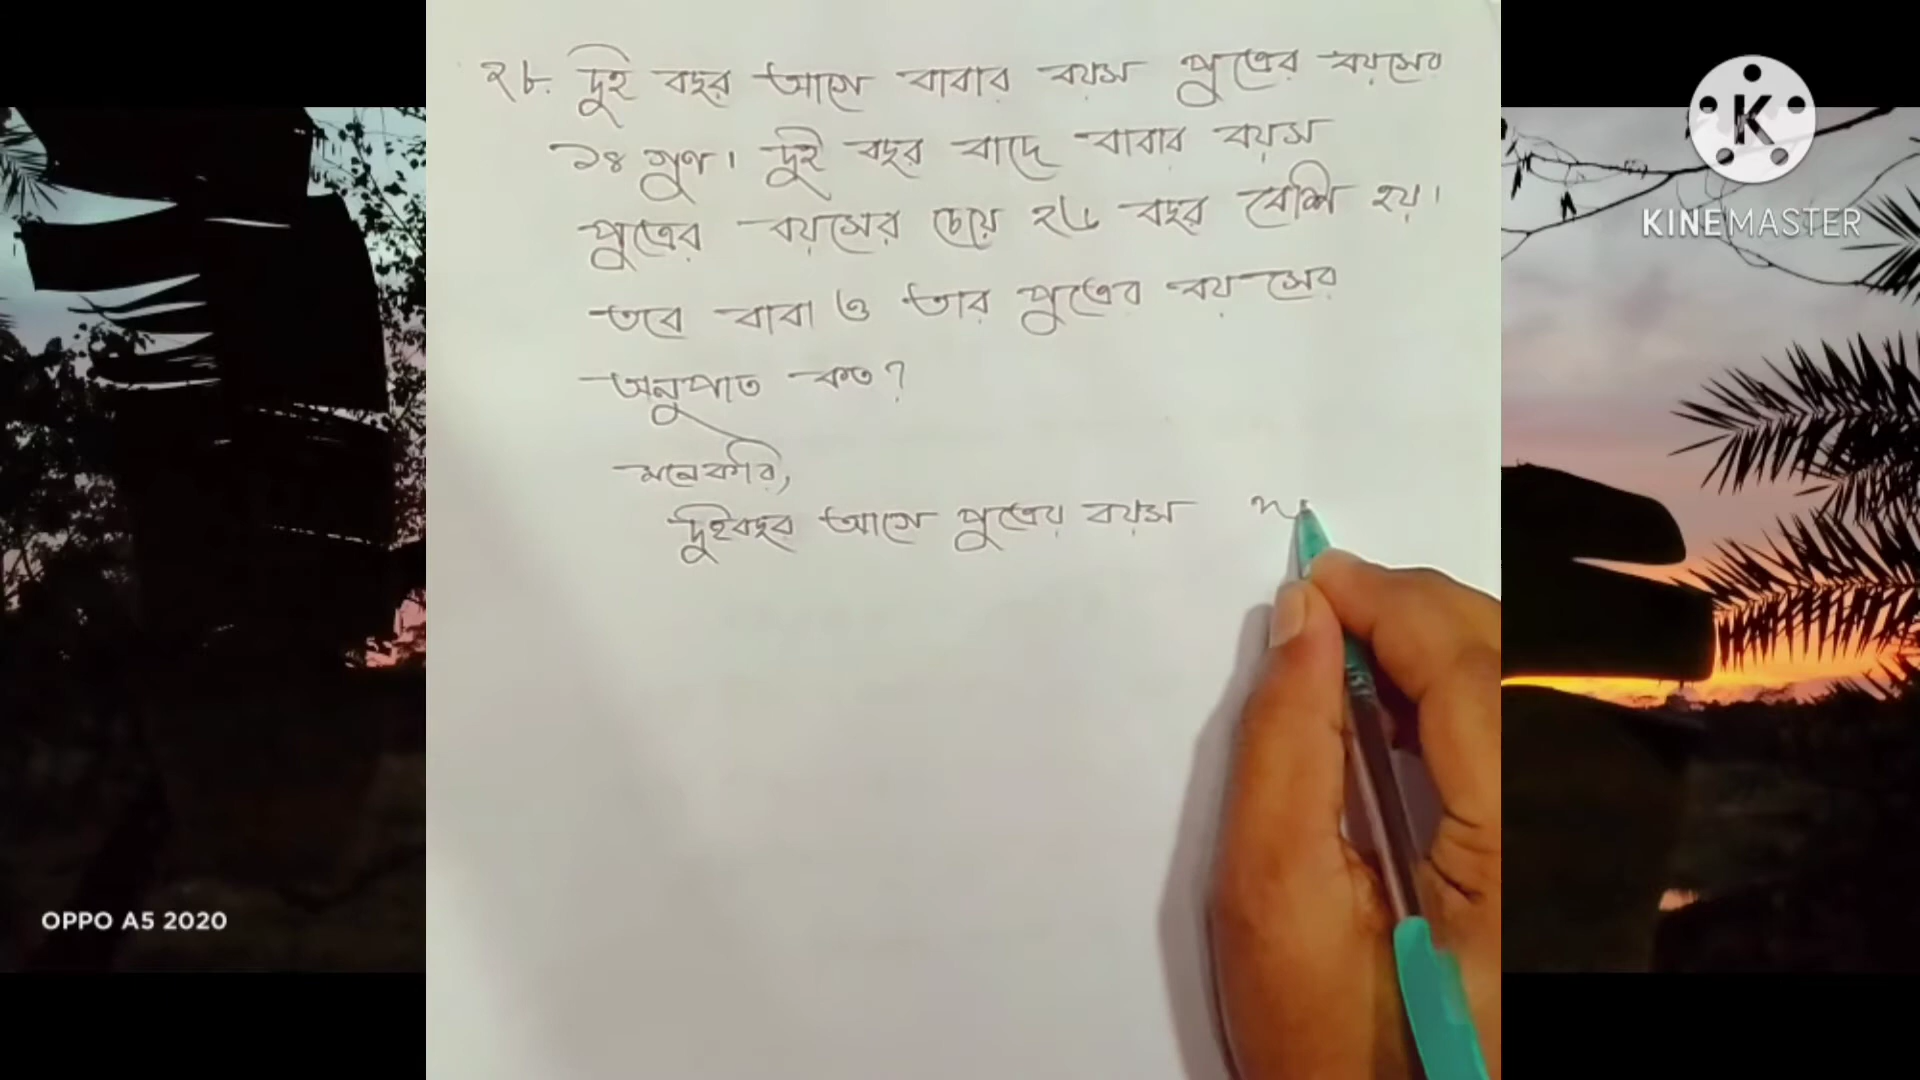 ২৮. দুই বছর আগে বাবার বয়স পুত্রের বয়সের
১৪ গুণ। দুই বছর বাদে বাবার বয়স
পুত্রের বয়সের চেয়ে ২৬ বছর বেশি হয়।
তবে বাবা ও তার পুত্রের বয়সের
অনুপাত কত?
মনেকরি,
দুইবছর আগে পুত্রের বয়স
KINEMASTER
OPPO A5 2020